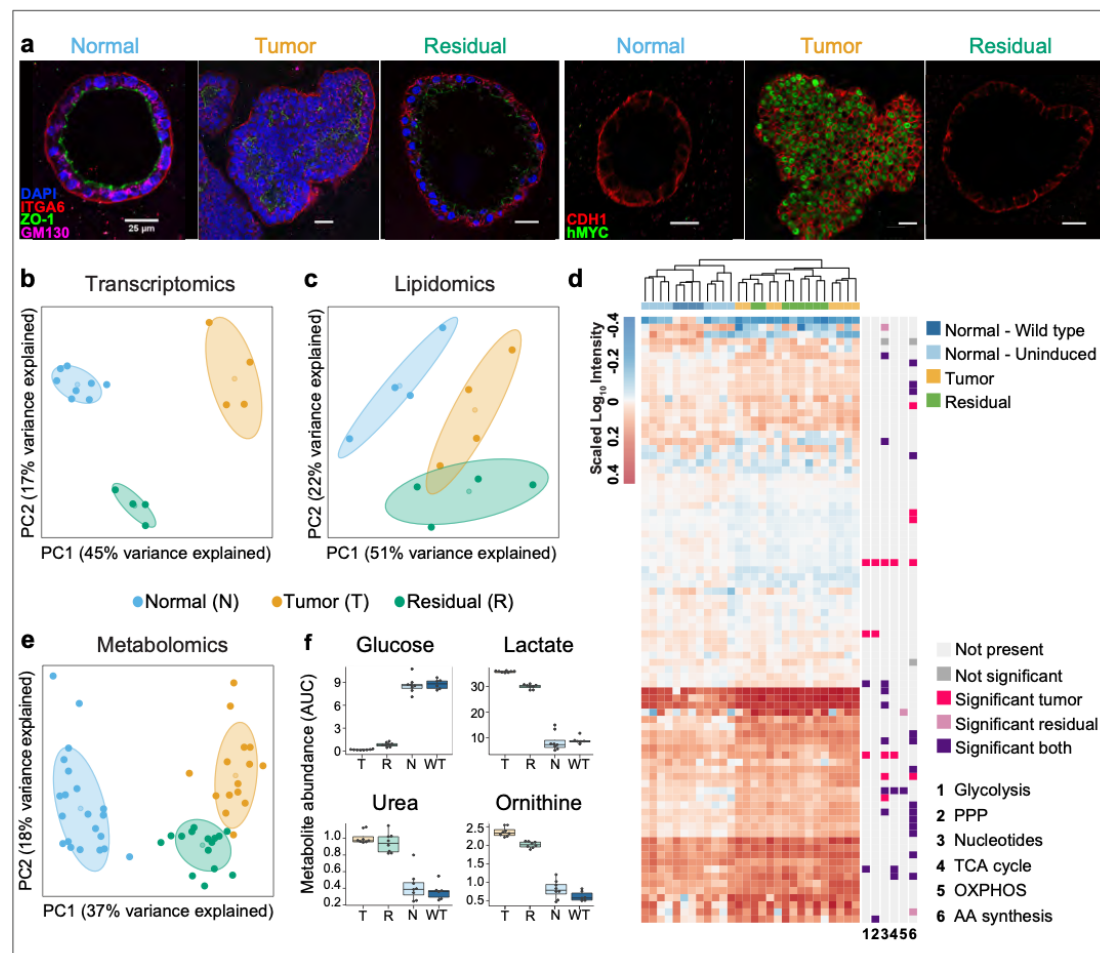 a
Normal Tumor Residual Normal Tumor Residual
DAPI
ITGA6
ZO-1
GM130
25 µm
CDH1
hMYC
b Transcriptomics
PC2 (17% variance explained)
PC1 (45% variance explained)
c Lipidomics
PC2 (22% variance explained)
PC1 (51% variance explained)
Normal (N) Tumor (T) Residual (R)
d
-0.4
-0.2
0
0.2
0.4
Scaled Log10 Intensity
Normal - Wild type
Normal - Uninduced
Tumor
Residual
Not present
Not significant
Significant tumor
Significant residual
Significant both
1 Glycolysis
2 PPP
3 Nucleotides
4 TCA cycle
5 OXPHOS
6 AA synthesis
123456
e Metabolomics
PC2 (18% variance explained)
PC1 (37% variance explained)
f
Metabolite abundance (AUC)
Glucose
9
6
3
0
T R N WT
Lactate
30
20
10
T R N WT
Urea
1.0
0.8
0.6
0.4
0.2
T R N WT
Ornithine
2.5
2.0
1.5
1.0
0.5
T R N WT